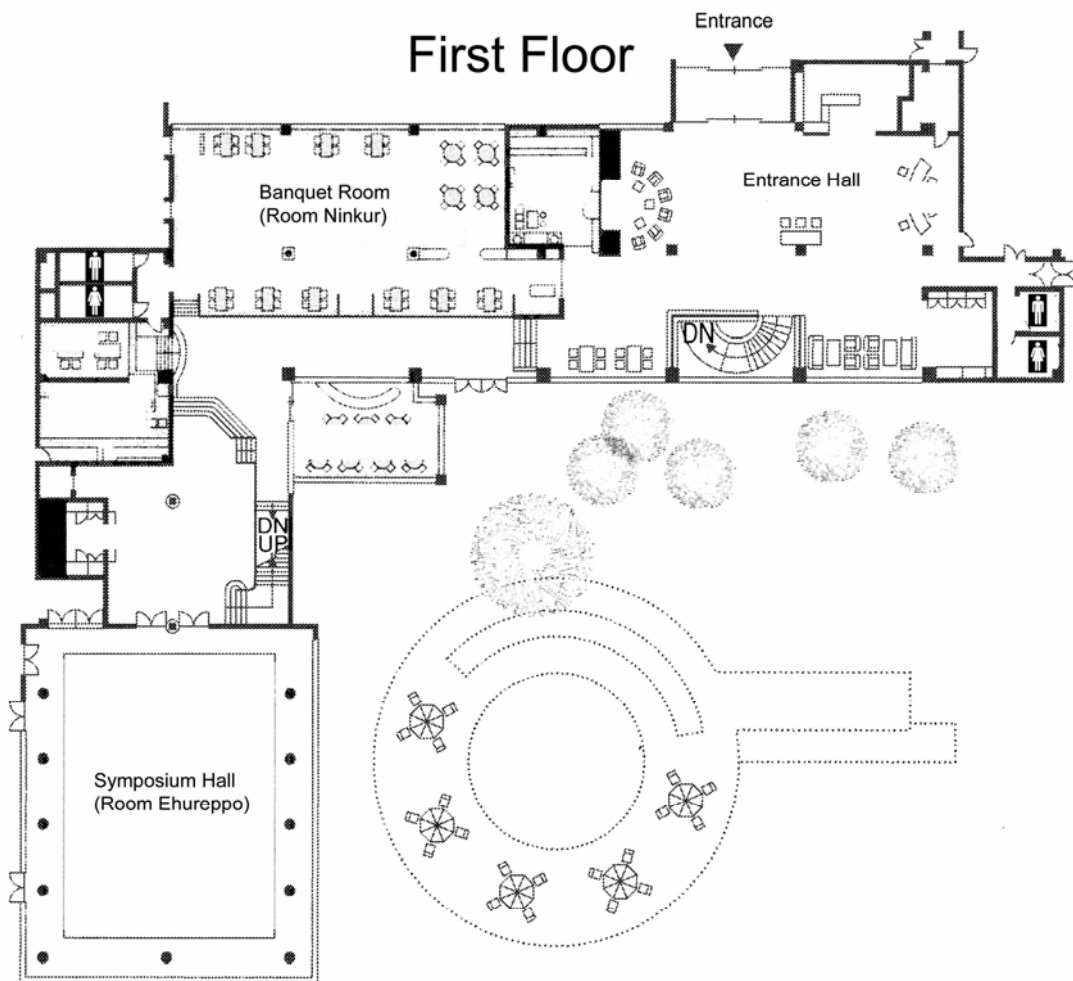 First Floor
Entrance
Banquet Room
(Room Ninkur)
Entrance Hall
DN
DN
UP
Symposium Hall
(Room Ehureppo)